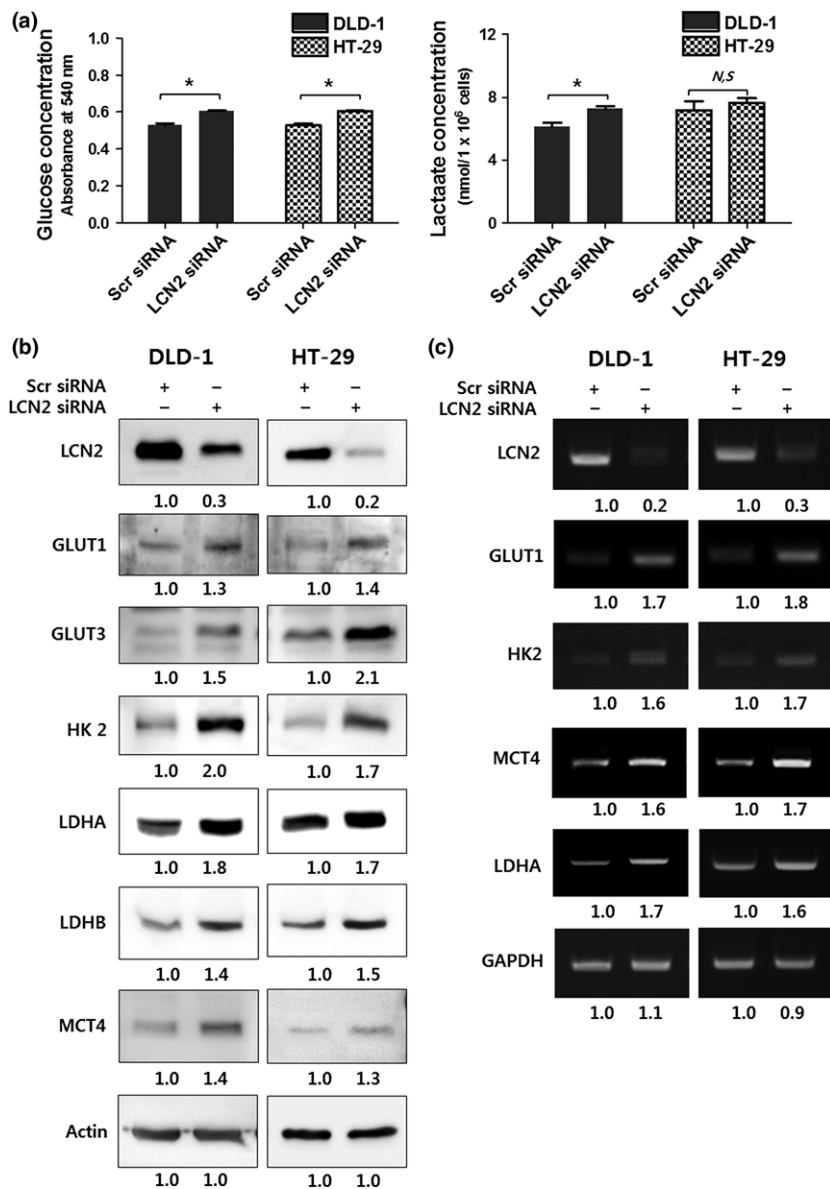 (a)
DLD-1
HT-29
Glucose concentration
Absorbance at 540 nm
1.0
0.8
0.6
0.4
0.2
0.0
*
*
Scr siRNA
LCN2 siRNA
Scr siRNA
LCN2 siRNA
DLD-1
HT-29
Lactaate concentration
(nmol/1 x 10⁶ cells)
12
9
6
3
0
*
N,S
Scr siRNA
LCN2 siRNA
Scr siRNA
LCN2 siRNA
(b)
DLD-1 HT-29
Scr siRNA + – + –
LCN2 siRNA – + – +
LCN2
1.0 0.3 1.0 0.2
GLUT1
1.0 1.3 1.0 1.4
GLUT3
1.0 1.5 1.0 2.1
HK 2
1.0 2.0 1.0 1.7
LDHA
1.0 1.8 1.0 1.7
LDHB
1.0 1.4 1.0 1.5
MCT4
1.0 1.4 1.0 1.3
Actin
1.0 1.0 1.0 1.0
(c)
DLD-1 HT-29
Scr siRNA + – + –
LCN2 siRNA – + – +
LCN2
1.0 0.2 1.0 0.3
GLUT1
1.0 1.7 1.0 1.8
HK2
1.0 1.6 1.0 1.7
MCT4
1.0 1.6 1.0 1.7
LDHA
1.0 1.7 1.0 1.6
GAPDH
1.0 1.1 1.0 0.9